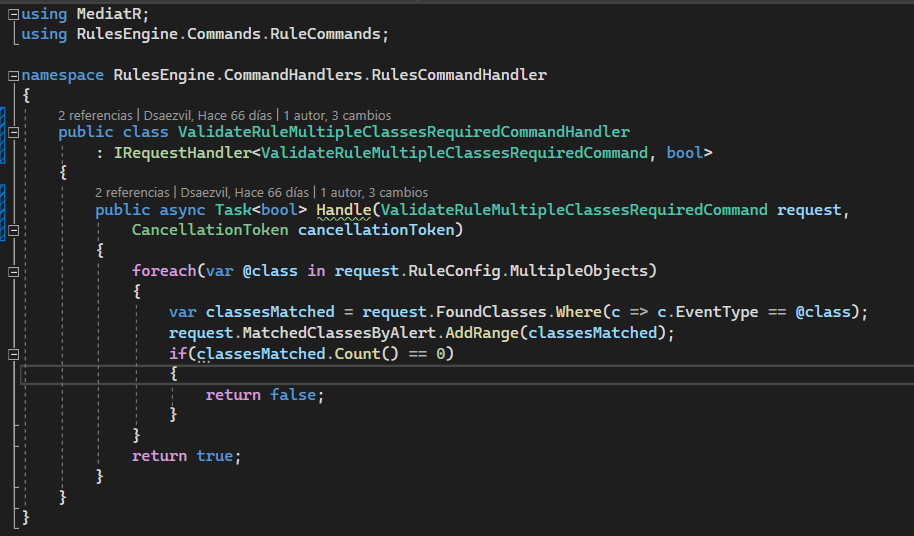 using MediatR;
using RulesEngine.Commands.RuleCommands;
namespace RulesEngine.CommandHandlers.RulesCommandHandler
{
2 referencias | Dsaezvil, Hace 66 días | 1 autor, 3 cambios
public class ValidateRuleMultipleClassesRequiredCommandHandler
: IRequestHandler<ValidateRuleMultipleClassesRequiredCommand, bool>
{
2 referencias | Dsaezvil, Hace 66 días | 1 autor, 3 cambios
public async Task<bool> Handle(ValidateRuleMultipleClassesRequiredCommand request,
CancellationToken cancellationToken)
{
foreach(var @class in request.RuleConfig.MultipleObjects)
{
var classesMatched = request.FoundClasses.Where(c => c.EventType == @class);
request.MatchedClassesByAlert.AddRange(classesMatched);
if(classesMatched.Count() == 0)
{
return false;
}
}
return true;
}
}
}